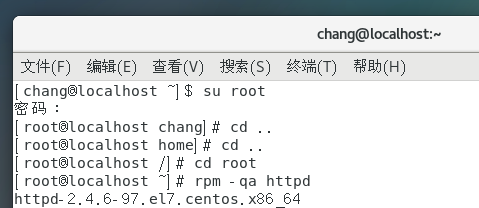 chang@localhost:~
文件(F) 编辑(E) 查看(V) 搜索(S) 终端(T) 帮助(H)
[chang@localhost ~]$ su root
密码：
[root@localhost chang]# cd ..
[root@localhost home]# cd ..
[root@localhost /]# cd root
[root@localhost ~]# rpm -qa httpd
httpd-2.4.6-97.el7.centos.x86_64